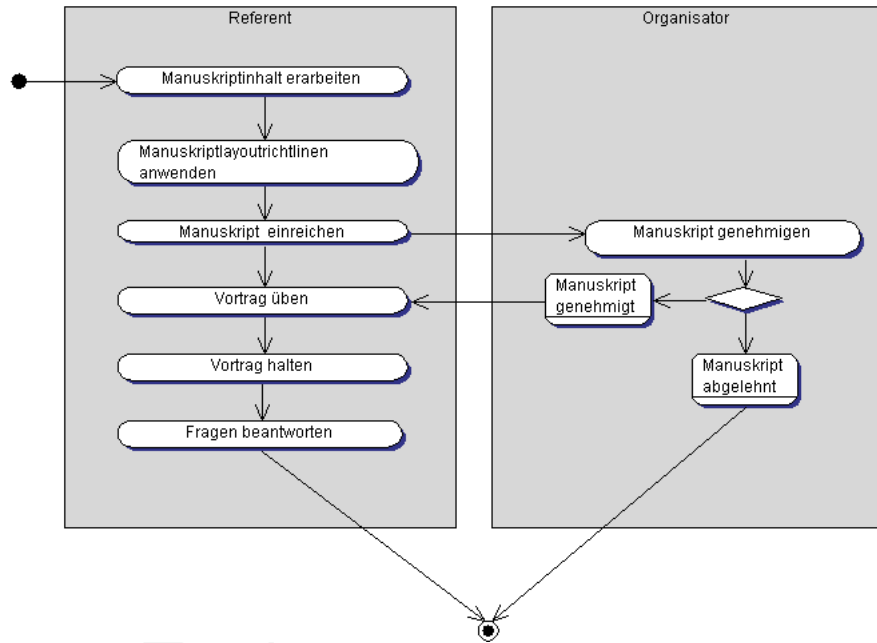 Referent
Organisator
Manuskriptinhalt erarbeiten
Manuskriptlayoutrichtlinen
anwenden
Manuskript einreichen
Manuskript genehmigen
Vortrag üben
Manuskript
genehmigt
Vortrag halten
Manuskript
abgelehnt
Fragen beantworten